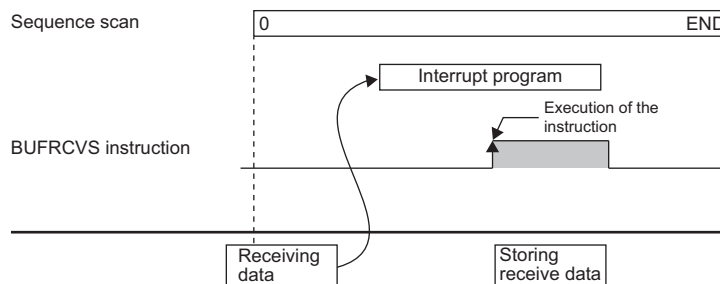 Sequence scan
0
END
Interrupt program
Execution of the
instruction
BUFRCVS instruction
Receiving
data
Storing
receive data